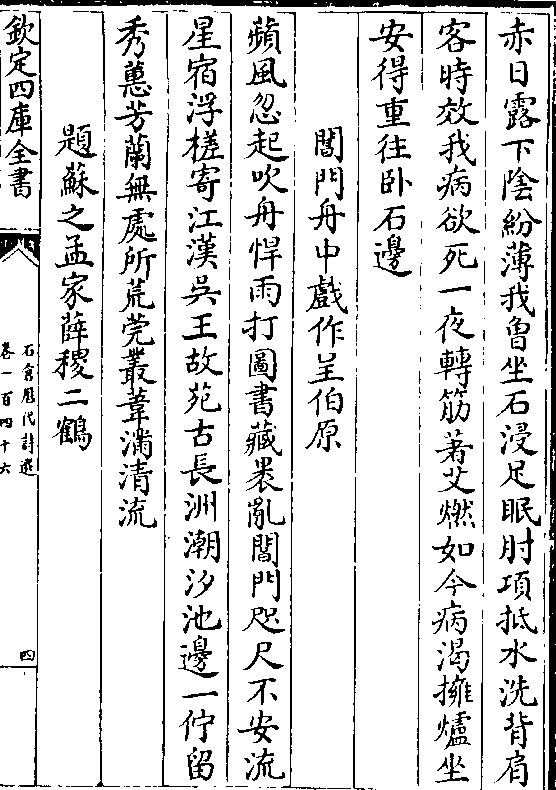 赤日露下陰紛薄我曽坐石浸足眠肘項抵水洗背肩
客時效我病欲死一夜轉筋著艾燃如今病渴擁爐坐
安得重往卧石邊
閶門舟中戲作呈伯原
蘋風忽起吹舟悍雨打圖書藏裹亂閶門咫尺不安流
星宿浮槎寄江漢吳王故苑古長洲潮汐池邊一佇留
秀蕙芳蘭無處所荒莞叢葦滿清流
題蘇之孟家薛稷二鶴
欽定四庫全書
石倉歷代詩選
卷一百四十六
四